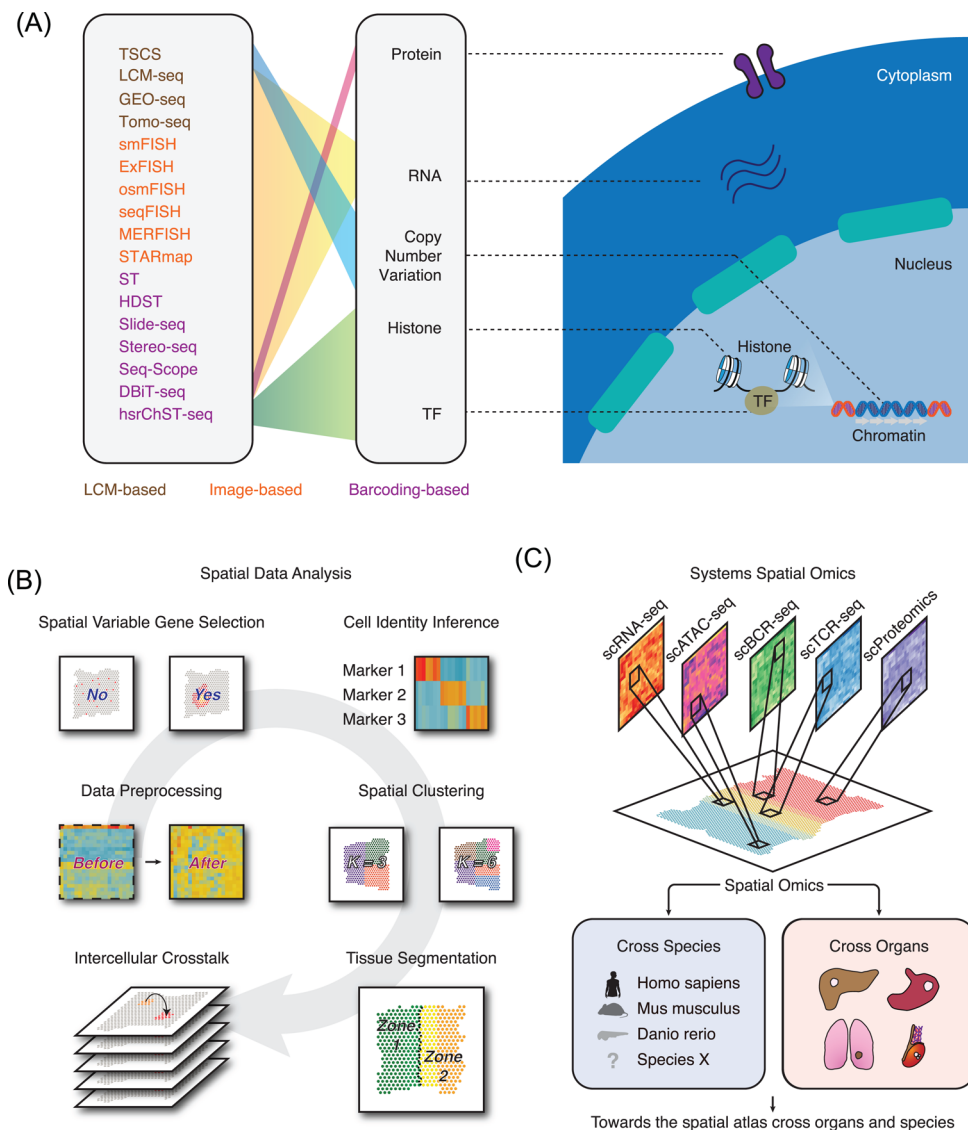 (A)
TSCS
LCM-seq
GEO-seq
Tomo-seq
smFISH
ExFISH
osmFISH
seqFISH
MERFISH
STARmap
ST
HDST
Slide-seq
Stereo-seq
Seq-Scope
DBiT-seq
hsrChST-seq
Protein
RNA
Copy
Number
Variation
Histone
TF
Cytoplasm
Nucleus
Histone
TF
Chromatin
LCM-based
Image-based
Barcoding-based
(B)
Spatial Data Analysis
Spatial Variable Gene Selection
No
Yes
Cell Identity Inference
Marker 1
Marker 2
Marker 3
Data Preprocessing
Before
After
Spatial Clustering
K = 3
K = 6
Intercellular Crosstalk
Tissue Segmentation
Zone
1
Zone
2
(C)
Systems Spatial Omics
scRNA-seq
scATAC-seq
scBCR-seq
scTCR-seq
scProteomics
Spatial Omics
Cross Species
Homo sapiens
Mus musculus
Danio rerio
? Species X
Cross Organs
Towards the spatial atlas cross organs and species